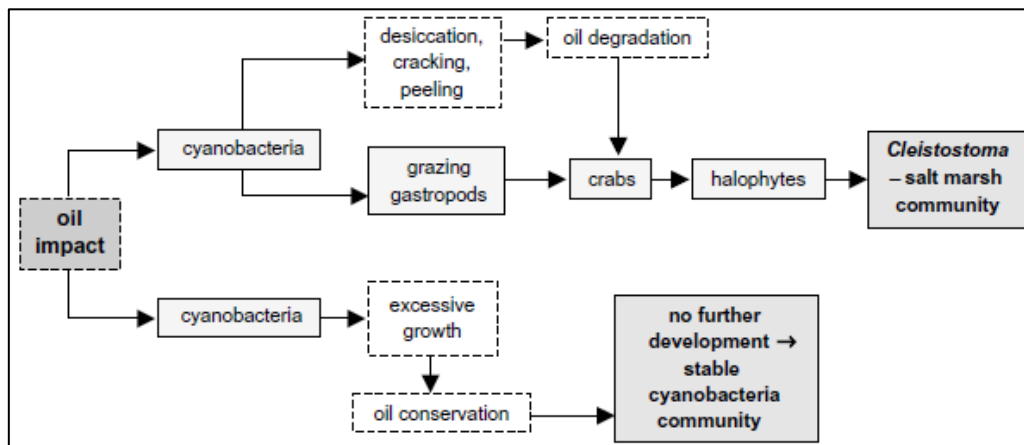 desiccation,
cracking,
peeling
oil degradation
cyanobacteria
grazing
gastropods
crabs
halophytes
Cleistostoma
– salt marsh
community
oil
impact
cyanobacteria
excessive
growth
oil conservation
no further
development →
stable
cyanobacteria
community